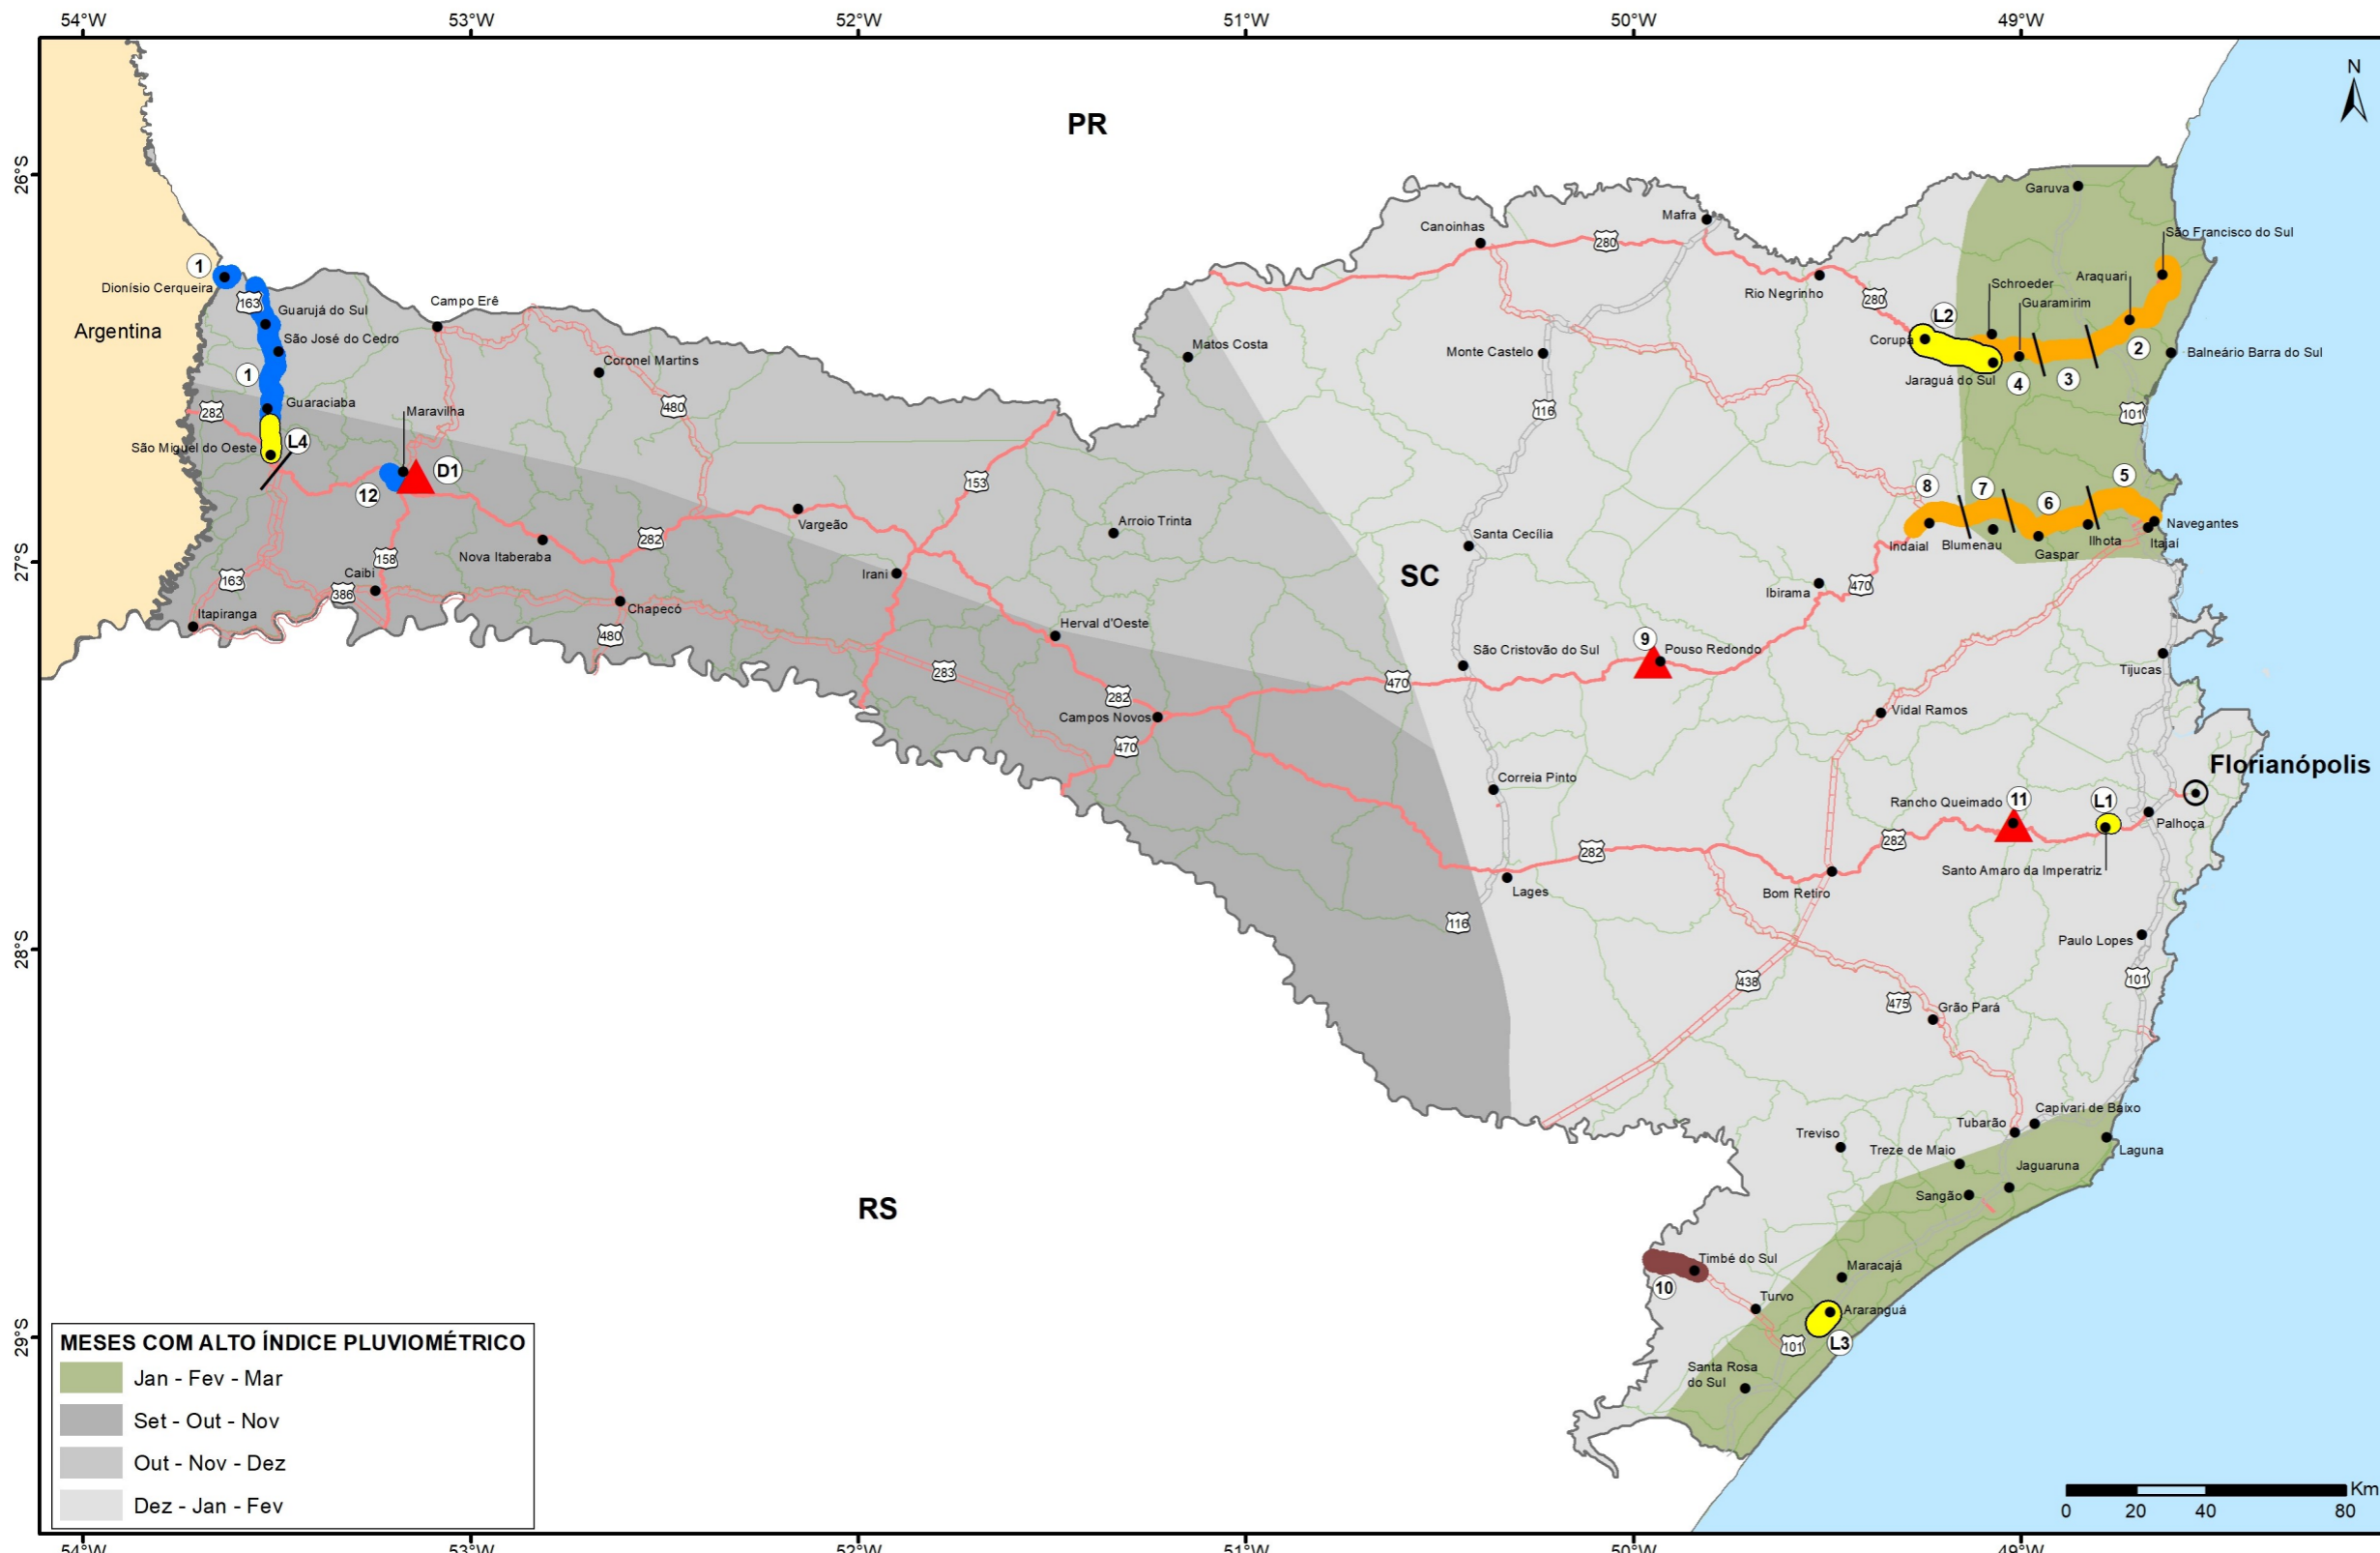 54°W
53°W
52°W
51°W
50°W
49°W
N
PR
26°S
Garuva
Mafra
Canoinhas
280
São Francisco do Sul
1
Dionísio Cerqueira
163
Guarujá do Sul
Campo Erê
Rio Negrinho
280
Schroeder
Araquari
Guaramirim
L2
Argentina
São José do Cedro
Matos Costa
Monte Castelo
Corupá
2
Balneário Barra do Sul
Coronel Martins
1
Jaraguá do Sul
4
3
Guaraciaba
282
Maravilha
480
116
101
São Miguel do Oeste
L4
D1
12
153
8
7
6
5
Vargeão
Arroio Trinta
Santa Cecília
Navegantes
Nova Itaberaba
282
Indaial
Blumenau
Gaspar
Ilhota
Itajaí
27°S
158
Caibi
163
386
Irani
SC
Ibirama
470
Itapiranga
Chapecó
480
Herval d'Oeste
São Cristovão do Sul
9
Pouso Redondo
283
Tijucas
470
282
Campos Novos
Vidal Ramos
470
Correia Pinto
Florianópolis
Rancho Queimado
11
L1
Palhoça
282
282
Santo Amaro da Imperatriz
Lages
Bom Retiro
116
28°S
Paulo Lopes
438
101
475
Grão Pará
Capivari de Baixo
Tubarão
Treviso
Treze de Maio
Laguna
Jaguaruna
Sangão
RS
Timbé do Sul
Maracajá
10
Turvo
Araranguá
29°S
101
L3
Santa Rosa
do Sul
MESES COM ALTO ÍNDICE PLUVIOMÉTRICO
Jan - Fev - Mar
Set - Out - Nov
Out - Nov - Dez
Dez - Jan - Fev
Km
0
20
40
80
54°W
53°W
52°W
51°W
50°W
49°W